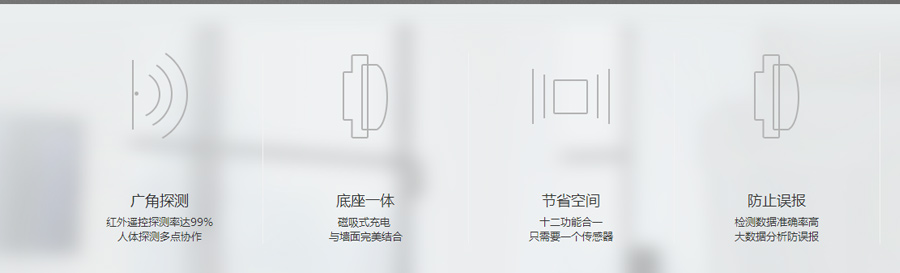 广角探测
红外遥控探测率达99%
人体探测多点协作
底座一体
磁吸式充电
与墙面完美结合
节省空间
十二功能合一
只需要一个传感器
防止误报
检测数据准确率高
大数据分析防误报